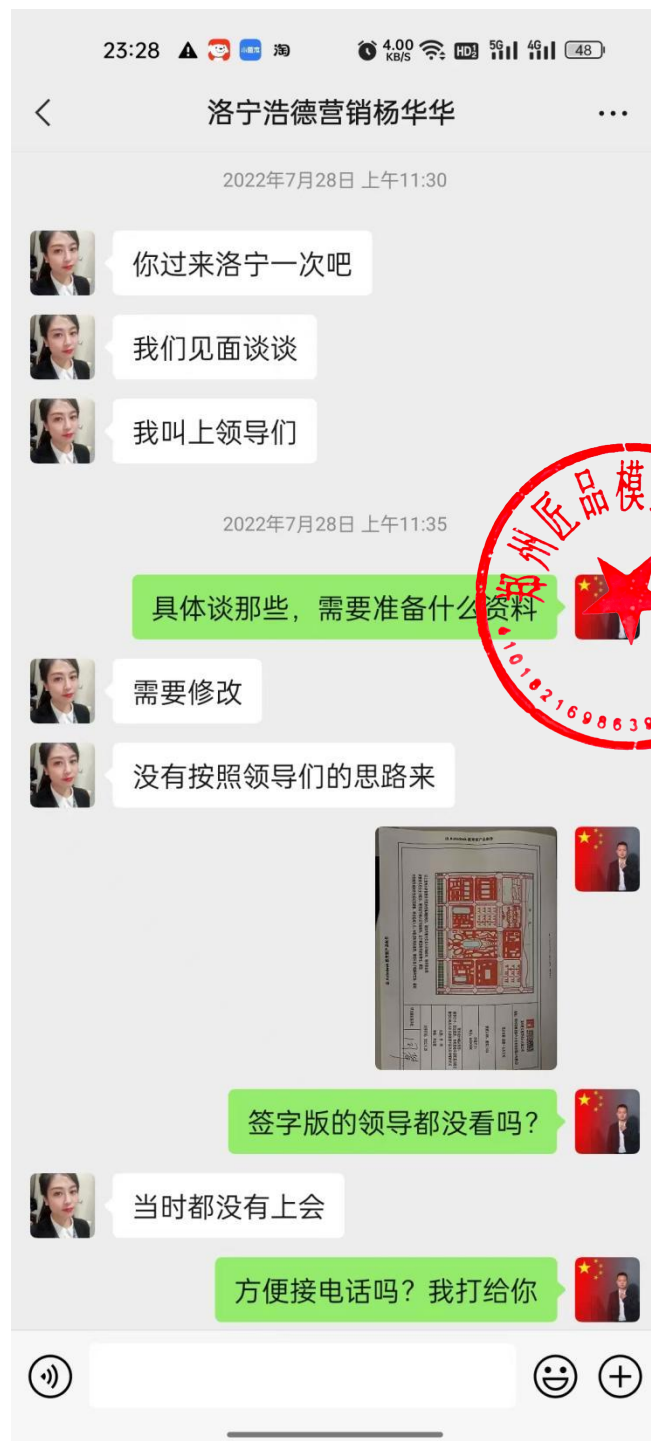 23:28 淘 4.00 KB/S HD 5G 4G 48
洛宁浩德营销杨华华
2022年7月28日 上午11:30
你过来洛宁一次吧
我们见面谈谈
我叫上领导们
2022年7月28日 上午11:35
具体谈那些，需要准备什么资料
需要修改
没有按照领导们的思路来
签字版的领导都没看吗？
当时都没有上会
方便接电话吗？我打给你
郑州匠品模